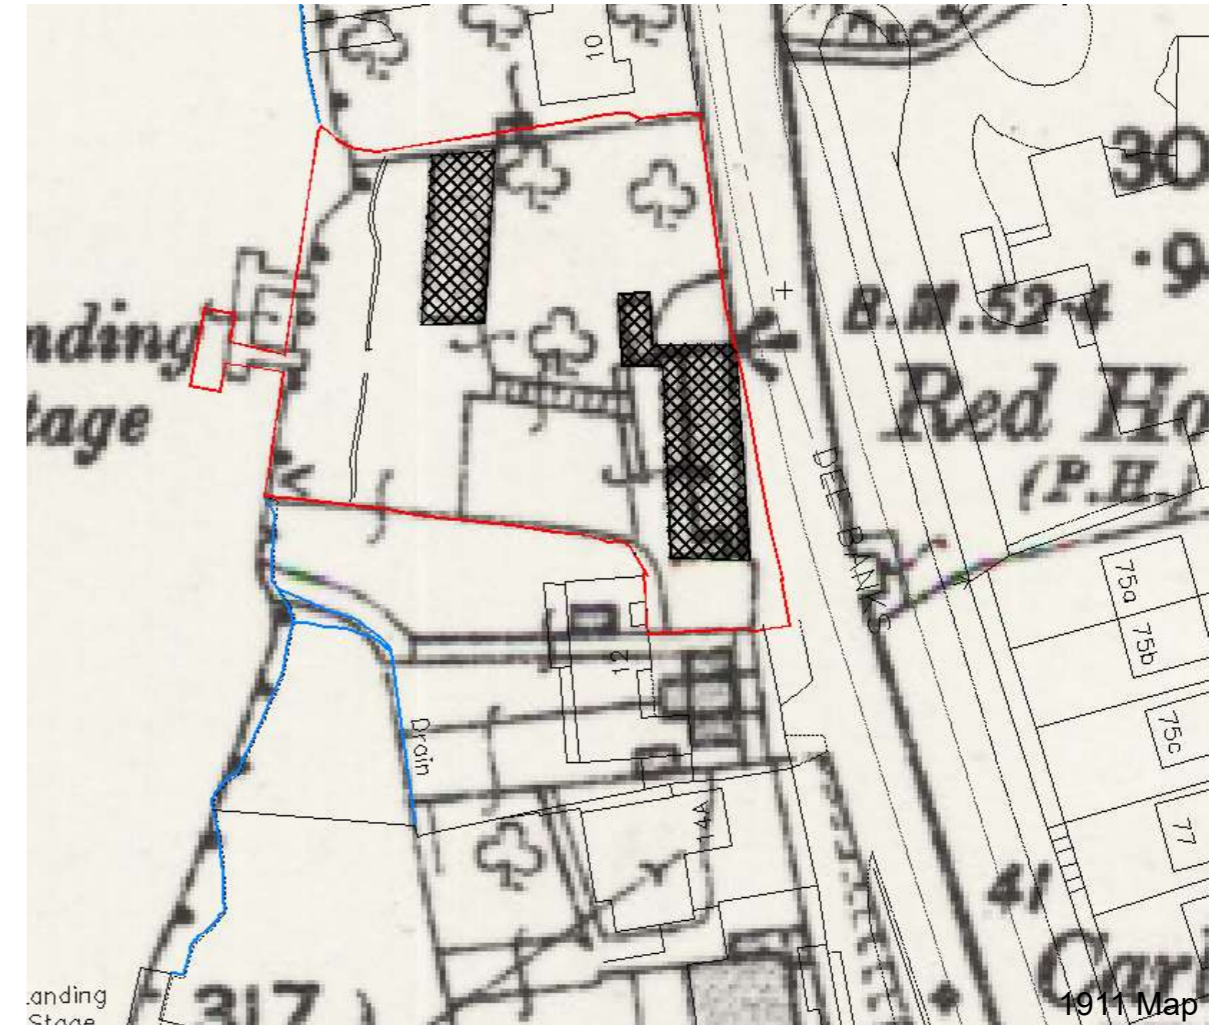 10
30
·9
B.M.52·4
nding
tage
Red Ho
(P.H.)
DEE BANKS
75a
75b
75c
77
12
Drain
14A
41
Car
317
anding
Stage
1911 Map